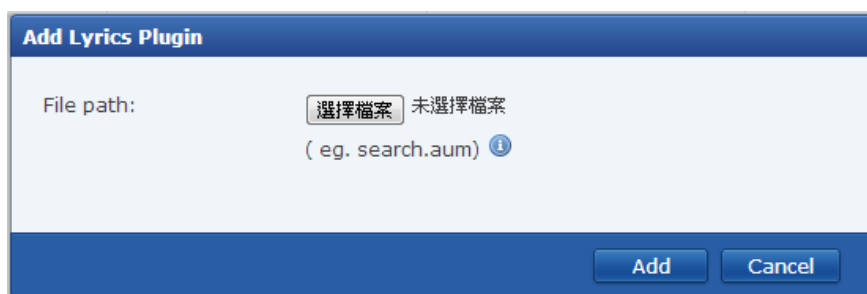 Add Lyrics Plugin
File path: 選擇檔案 未選擇檔案
( eg. search.aum)
Add Cancel